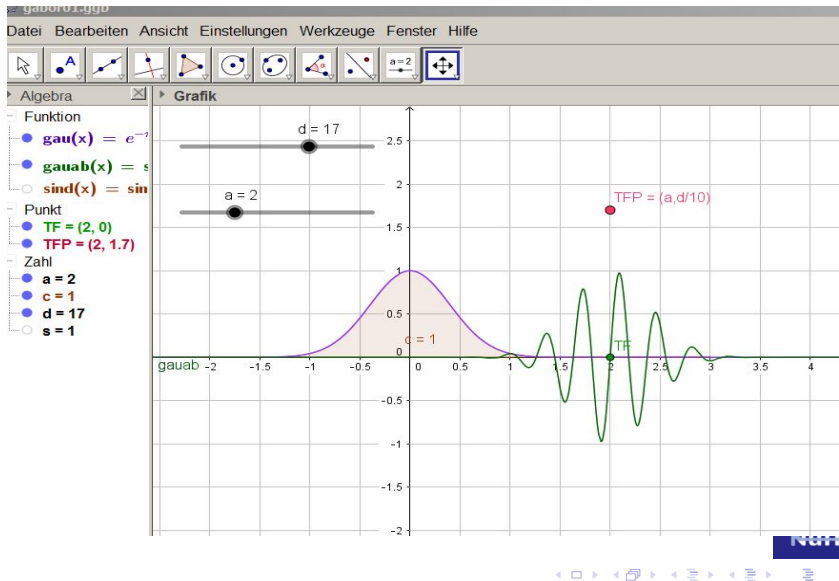 gabor01.ggb
Datei Bearbeiten Ansicht Einstellungen Werkzeuge Fenster Hilfe
A a=2
Algebra Grafik
Funktion
gau(x) = e⁻
gauab(x) = s
sind(x) = sin
Punkt
TF = (2, 0)
TFP = (2, 1.7)
Zahl
a = 2
c = 1
d = 17
s = 1
d = 17
a = 2
TFP = (a,d/10)
c = 1
TF
gauab
2.5
2
1.5
1
0.5
0
-0.5
-1
-1.5
-2
-2 -1.5 -1 -0.5 0 0.5 1 1.5 2 2.5 3 3.5 4